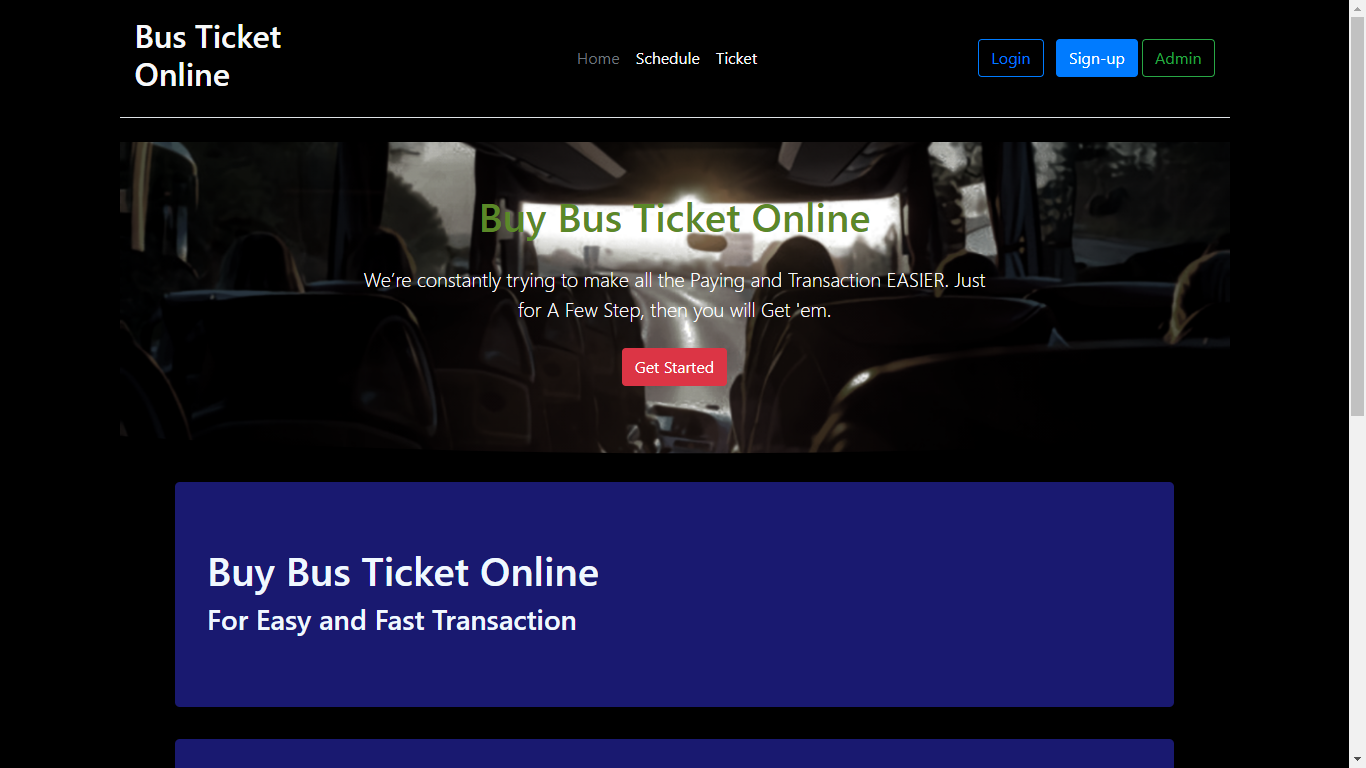 Bus Ticket
Online
Home Schedule Ticket
Login Sign-up Admin
Buy Bus Ticket Online
We’re constantly trying to make all the Paying and Transaction EASIER. Just
for A Few Step, then you will Get 'em.
Get Started
Buy Bus Ticket Online
For Easy and Fast Transaction